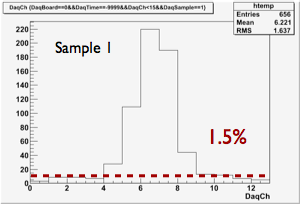 DaqCh {DaqBoard==0&&DaqTime==-9999&&DaqCh<15&&DaqSample==1}
htemp
Entries 656
Mean 6.221
RMS 1.637
Sample 1
1.5%
220
200
180
160
140
120
100
80
60
40
20
0
0 2 4 6 8 10 12
DaqCh